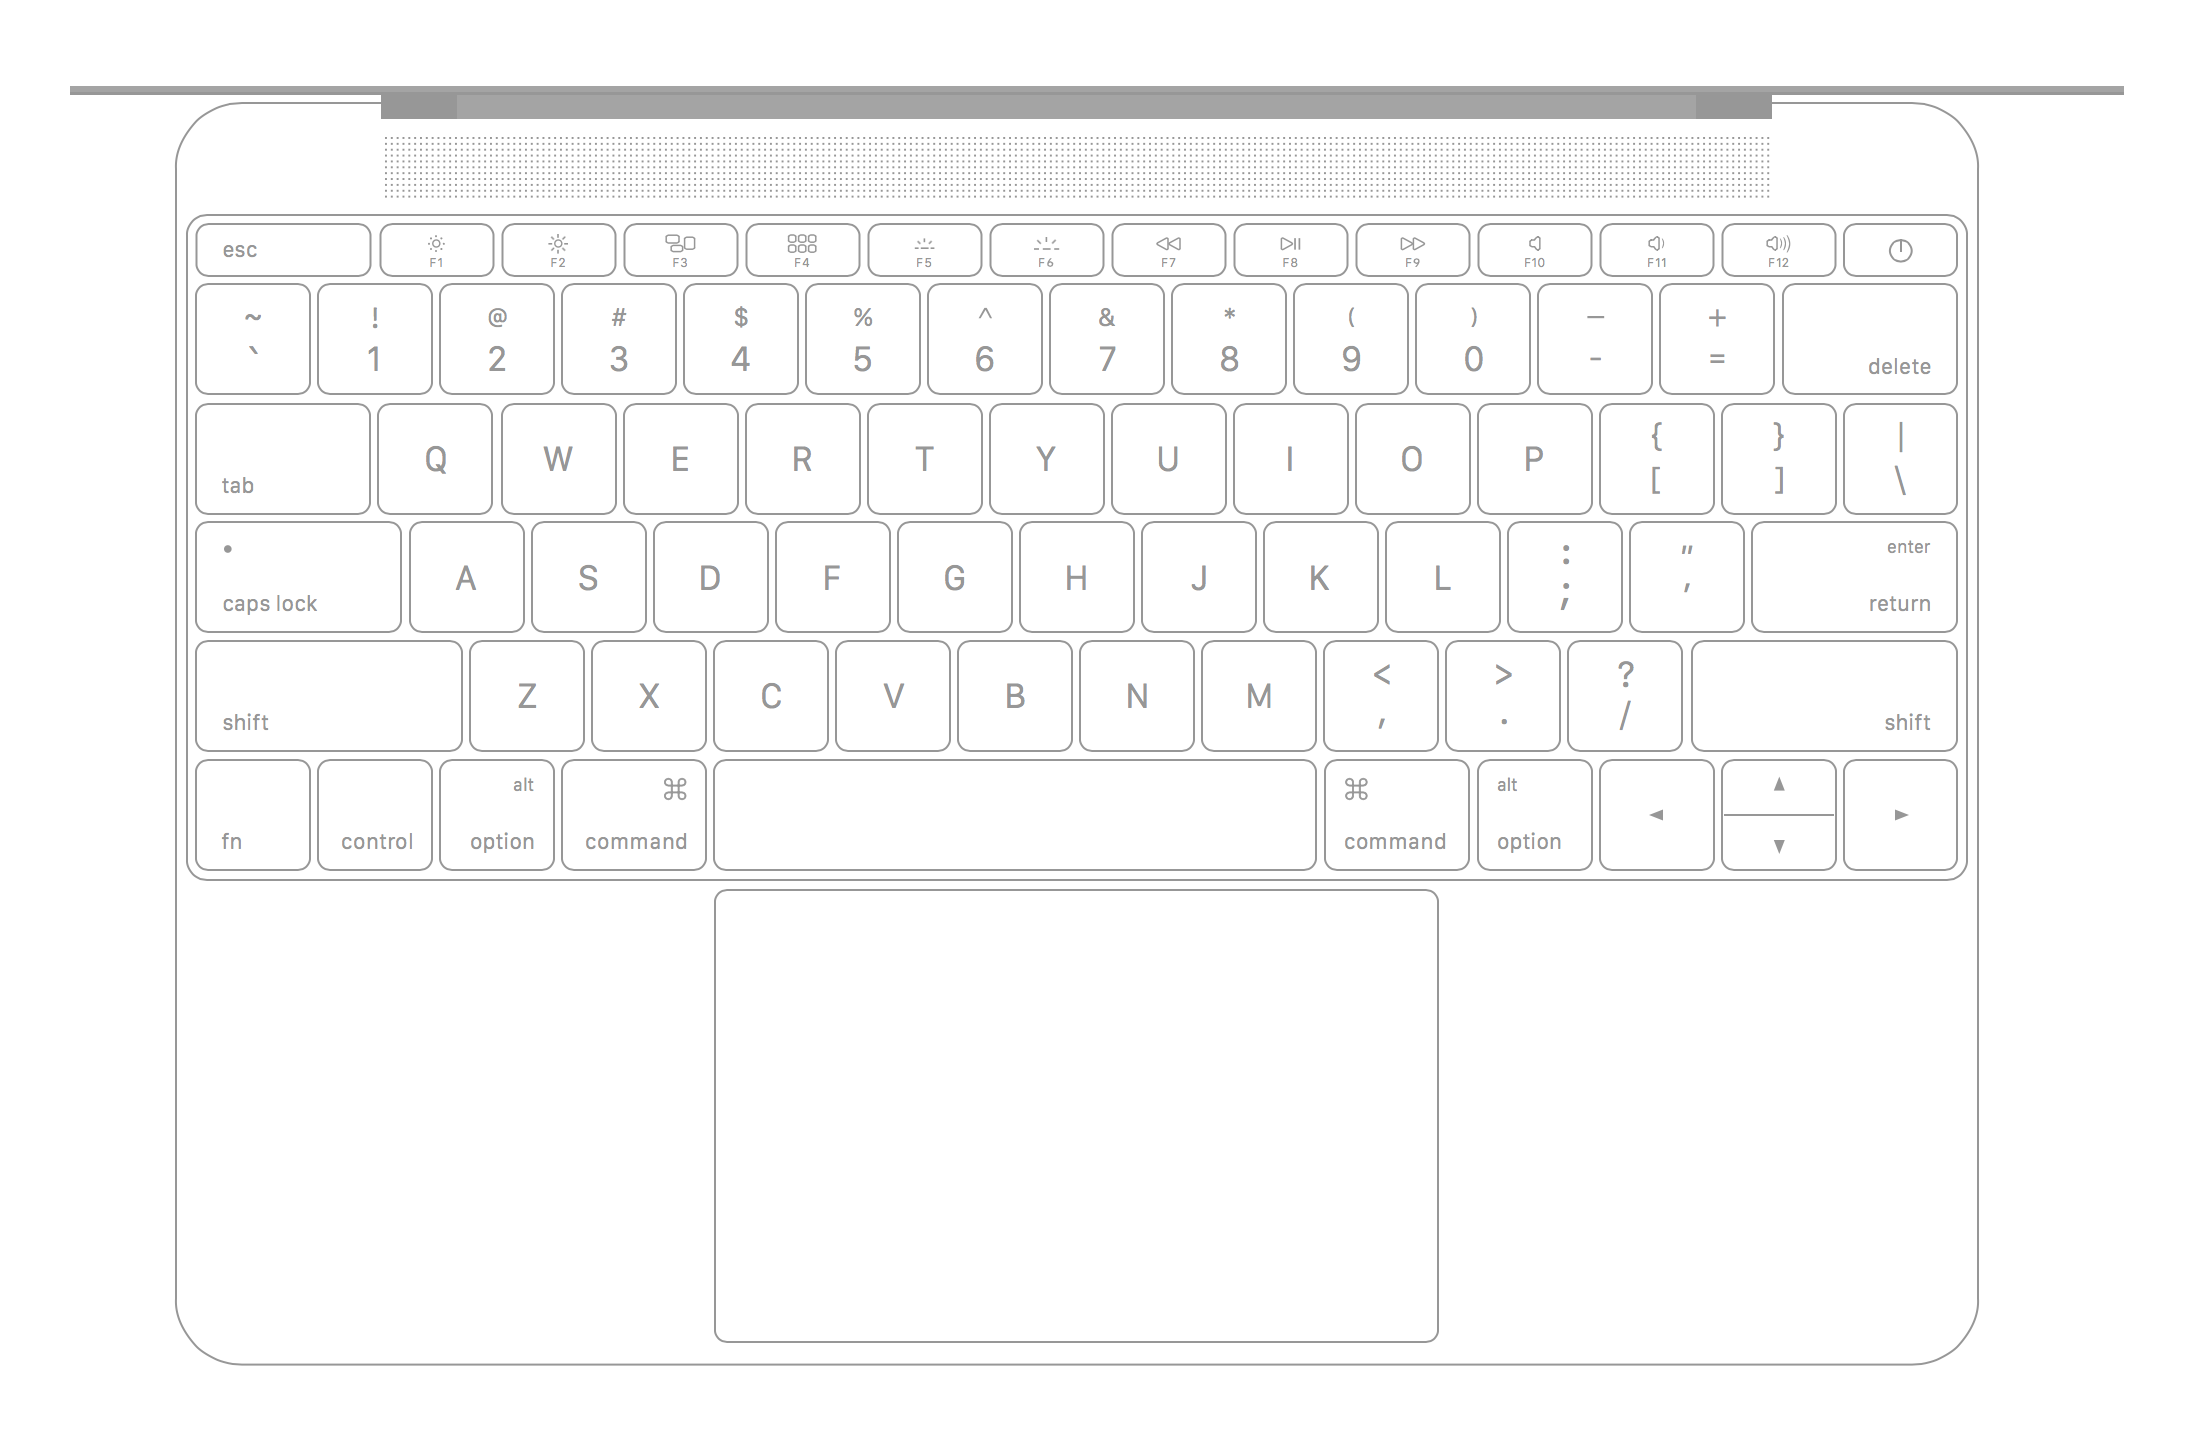 esc F1 F2 F3 F4 F5 F6 F7 F8 F9 F10 F11 F12
~ ! @ # $ % ^ & * ( ) — +
` 1 2 3 4 5 6 7 8 9 0 - = delete
tab Q W E R T Y U I O P { } |
[ ] \
• enter
caps lock A S D F G H J K L : "
; ' return
shift Z X C V B N M < > ?
, . / shift
alt ⌘ ⌘ alt ▲
fn control option command command option ◄ ▼ ►